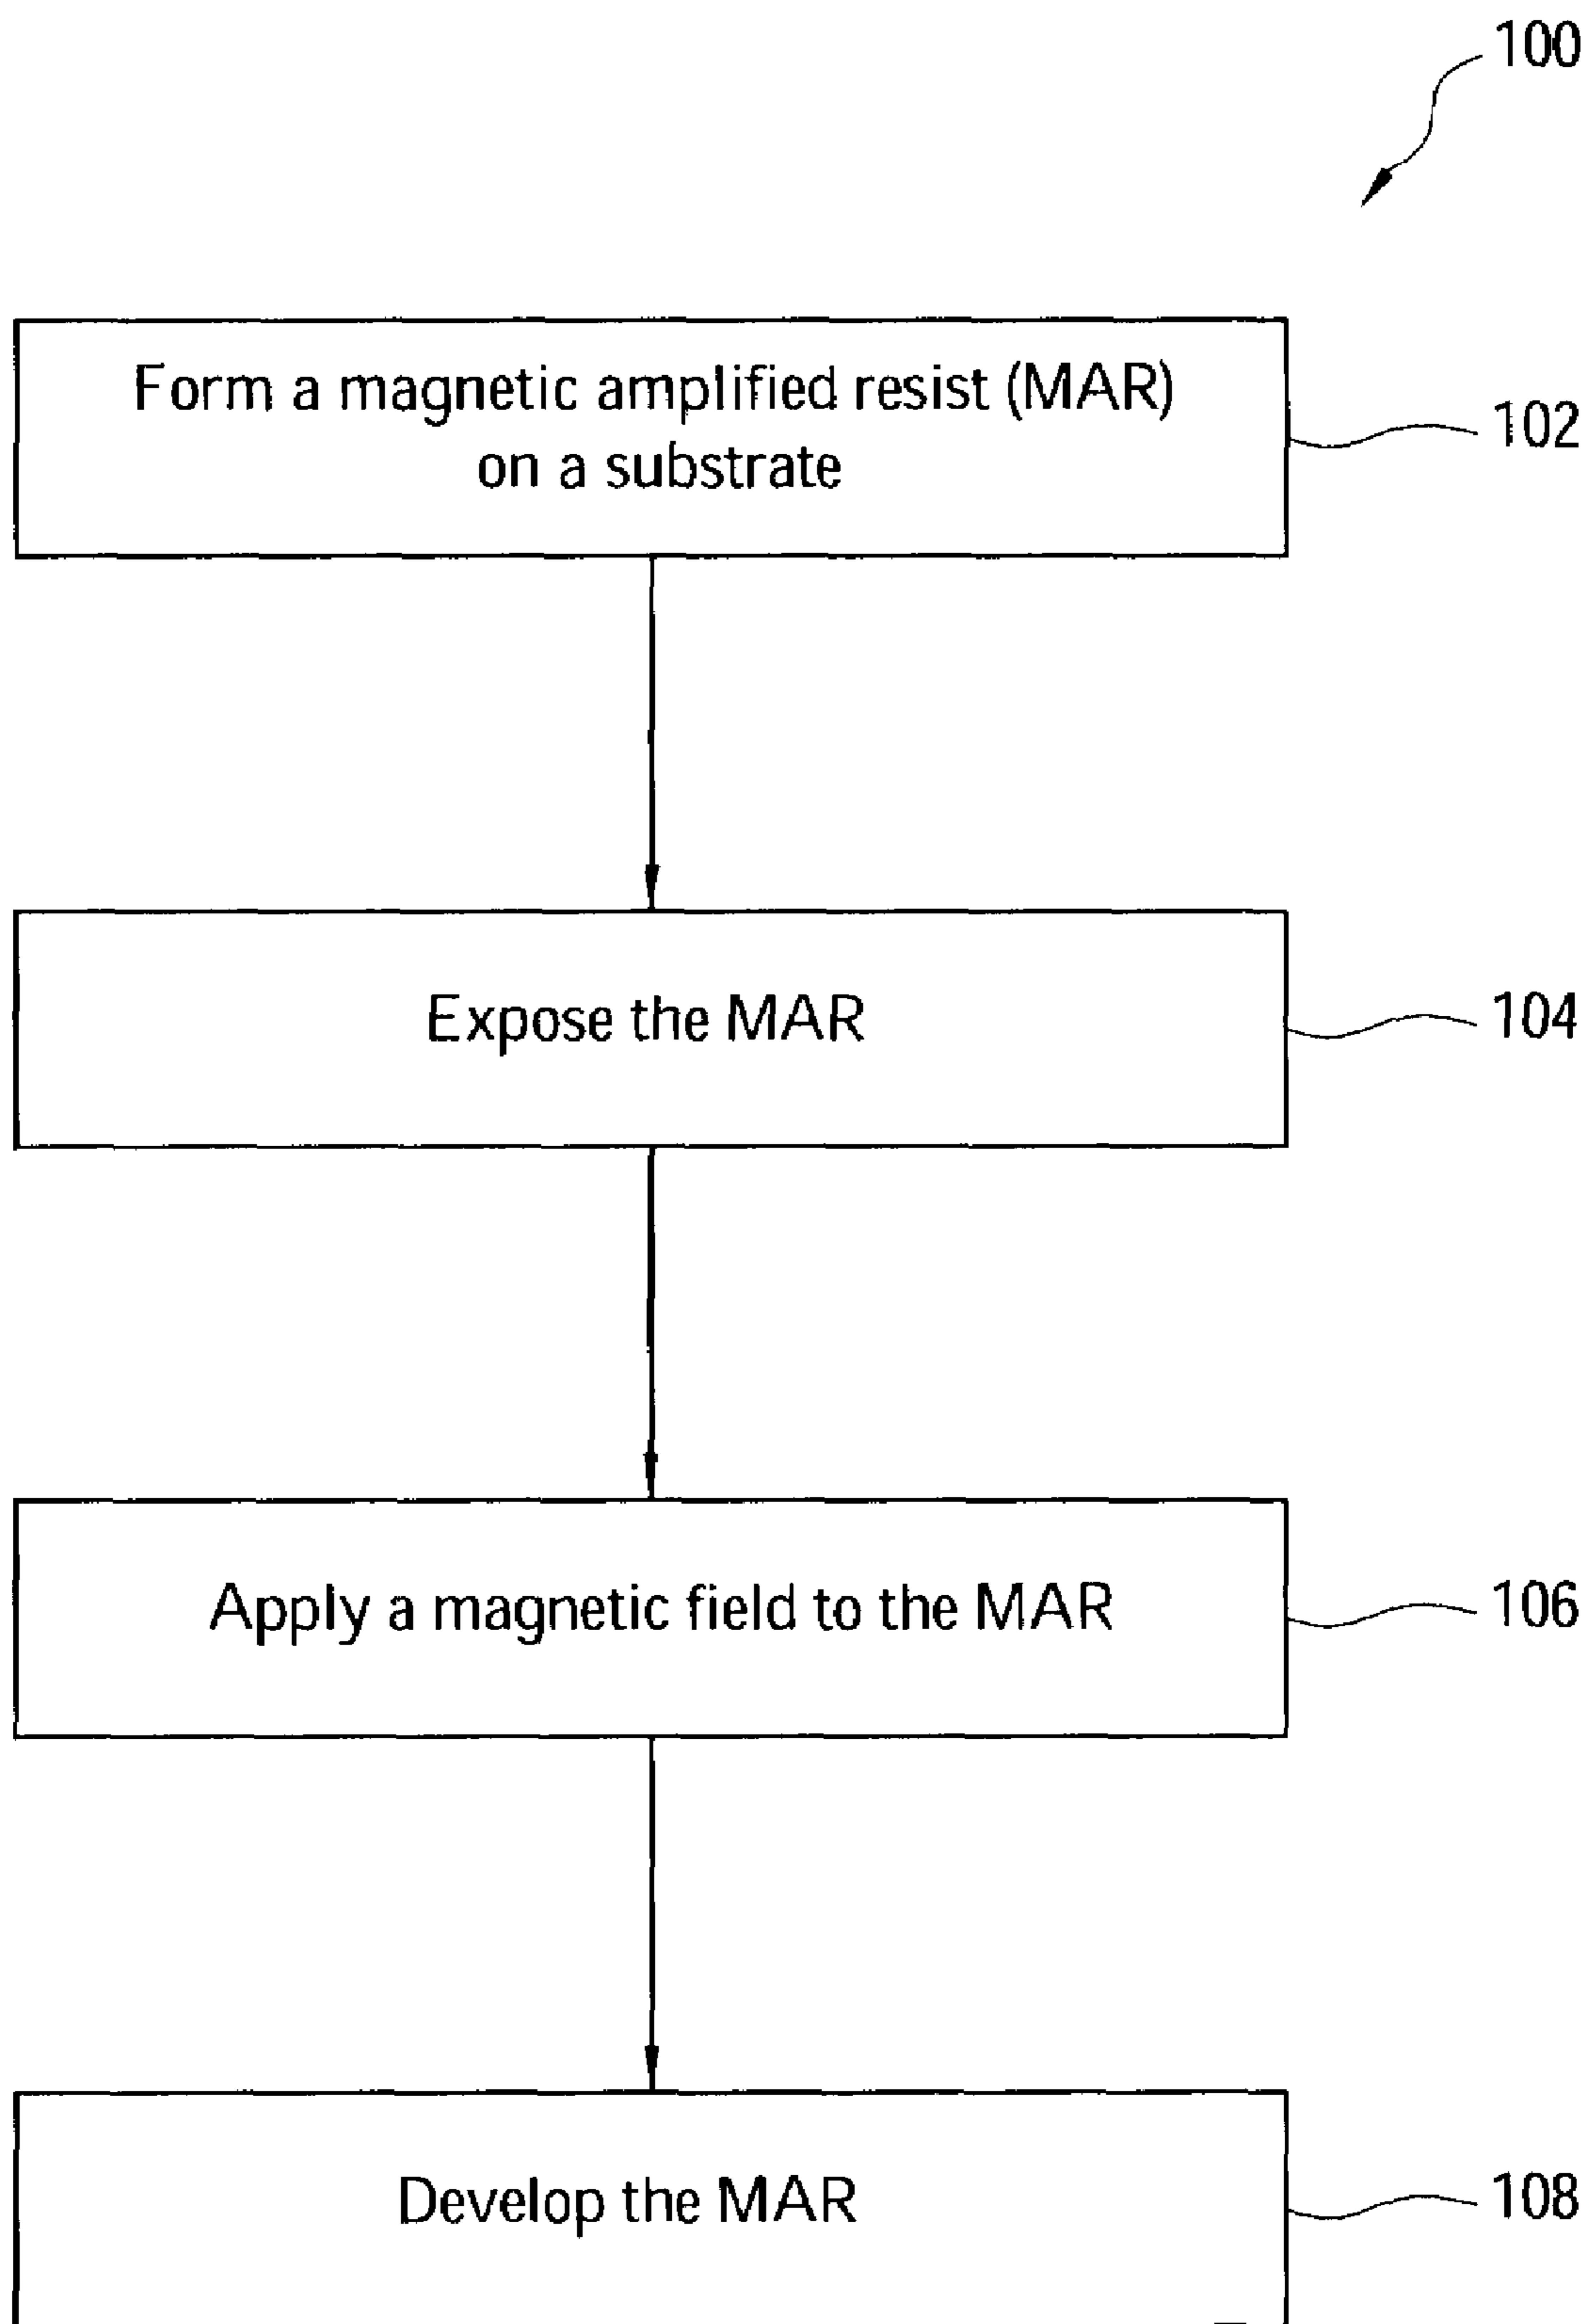 100
Form a magnetic amplified resist (MAR)
on a substrate
102
Expose the MAR
104
Apply a magnetic field to the MAR
106
Develop the MAR
108